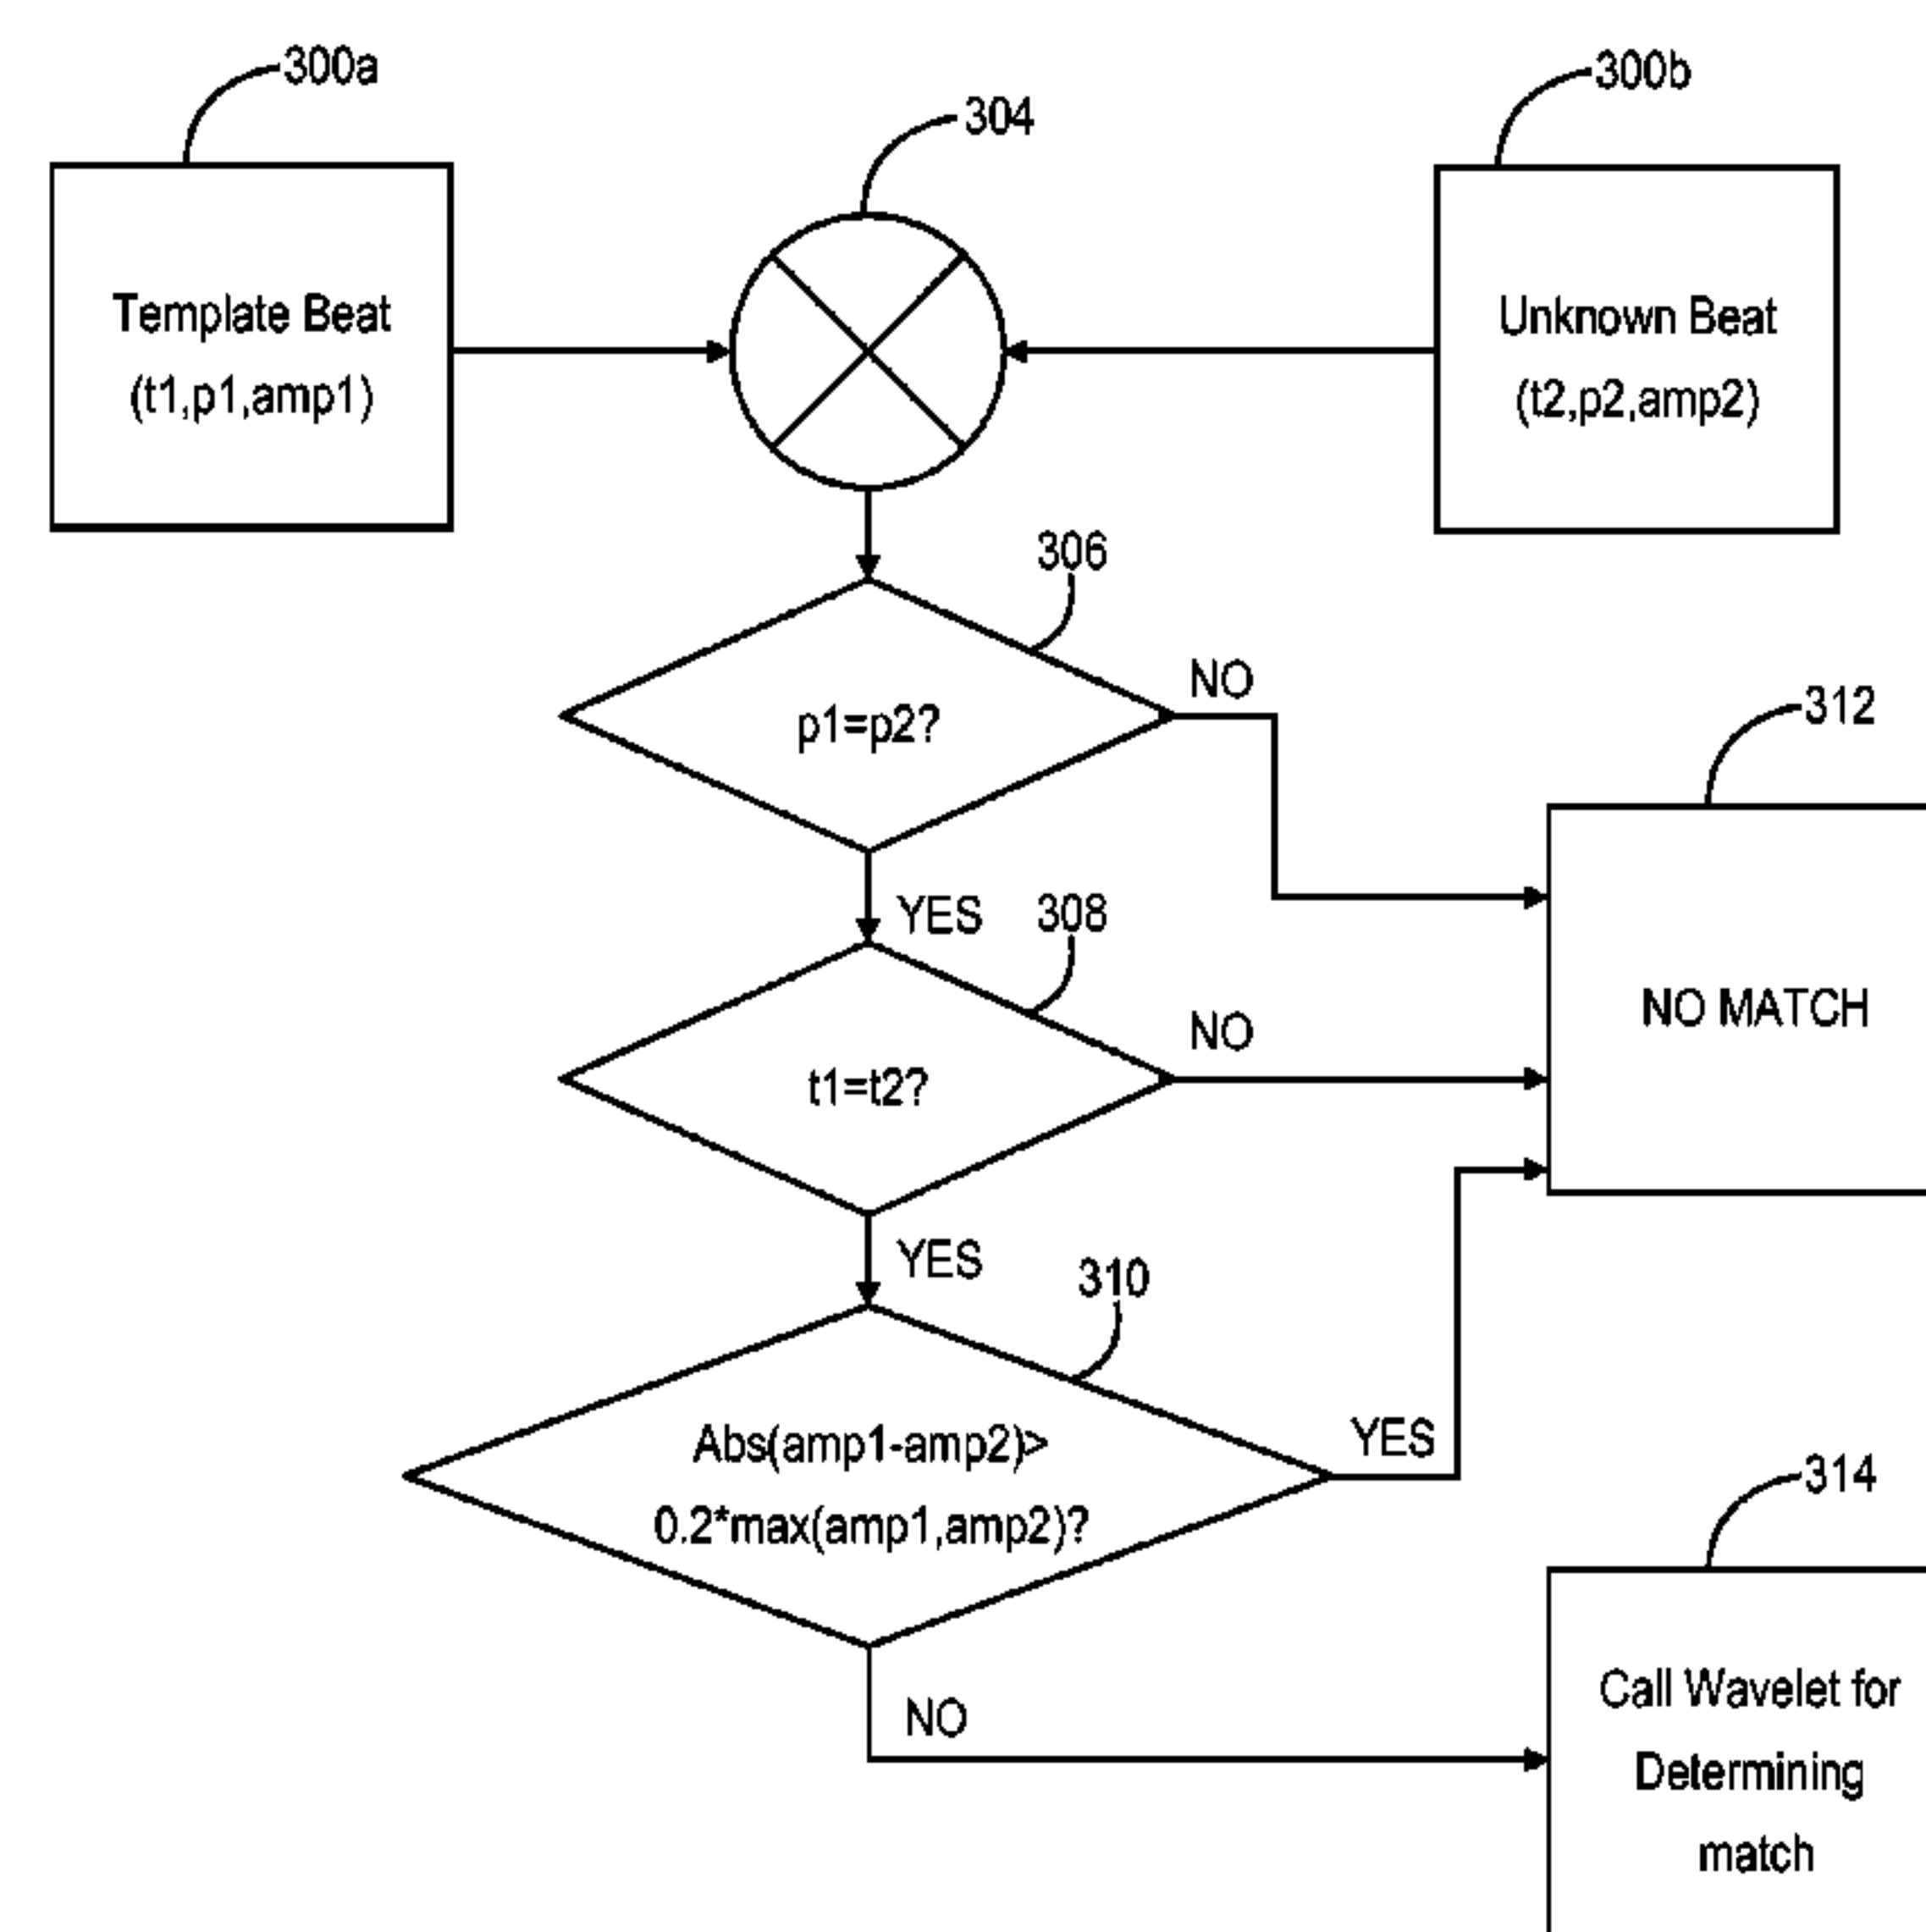 300a
304
300b
Template Beat
(t1,p1,amp1)
Unknown Beat
(t2,p2,amp2)
306
p1=p2?
NO
312
YES
308
NO MATCH
t1=t2?
NO
YES
310
Abs(amp1-amp2)>
0.2*max(amp1,amp2)?
YES
314
NO
Call Wavelet for
Determining
match